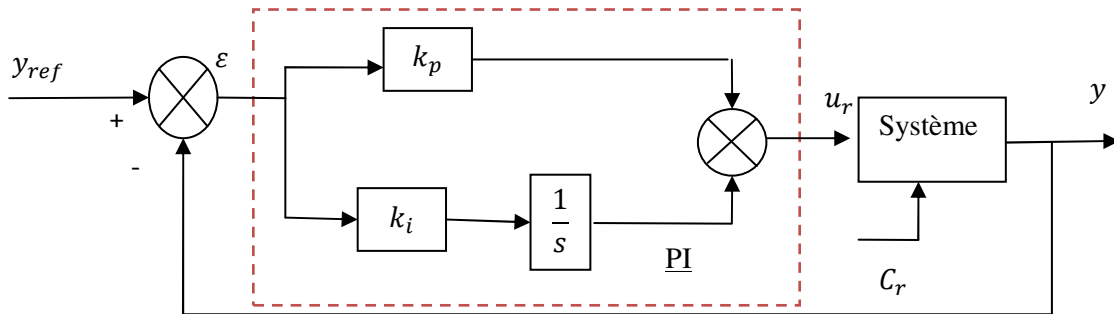 y_ref
+
-
ε
k_p
k_i
1
s
PI
u_r
Système
C_r
y